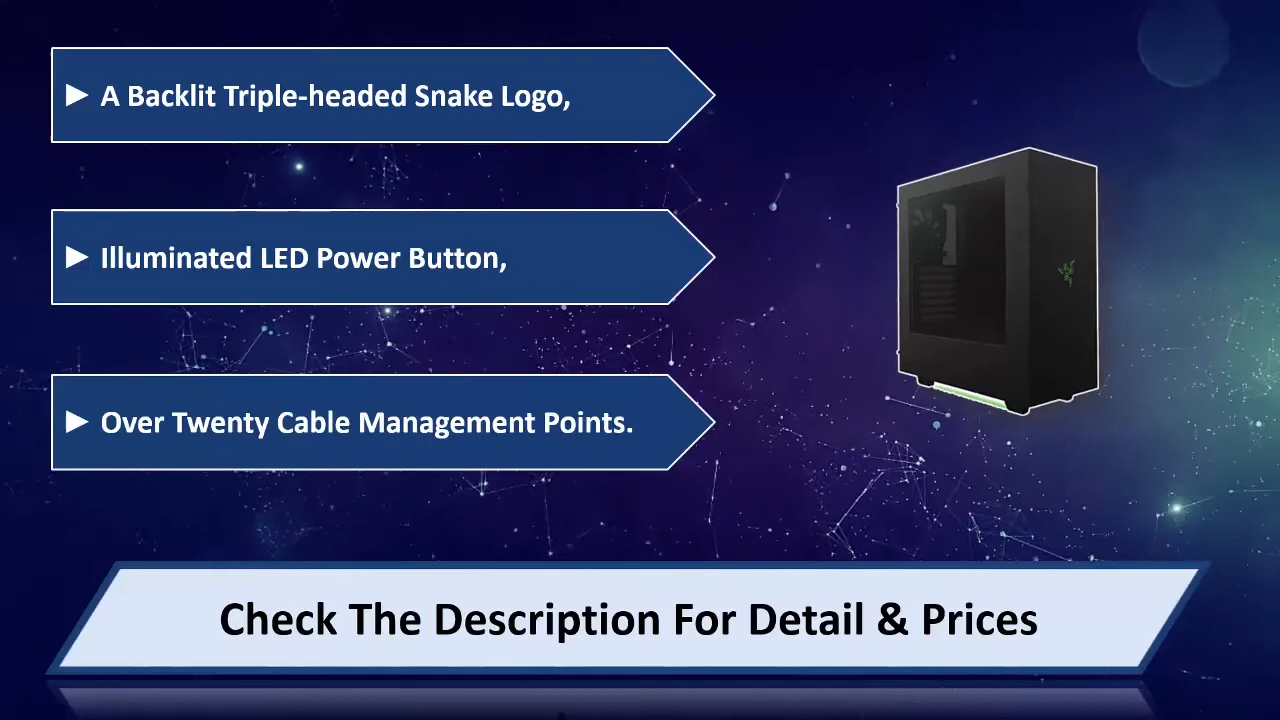 ► A Backlit Triple-headed Snake Logo,
► Illuminated LED Power Button,
► Over Twenty Cable Management Points.
Check The Description For Detail & Prices